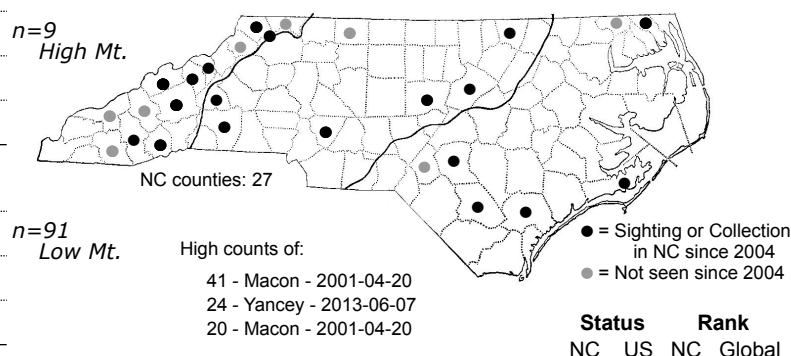 n=9
High Mt.
NC counties: 27
n=91
Low Mt.
High counts of:
41 - Macon - 2001-04-20
24 - Yancey - 2013-06-07
20 - Macon - 2001-04-20
● = Sighting or Collection
in NC since 2004
● = Not seen since 2004
Status Rank
NC US NC Global